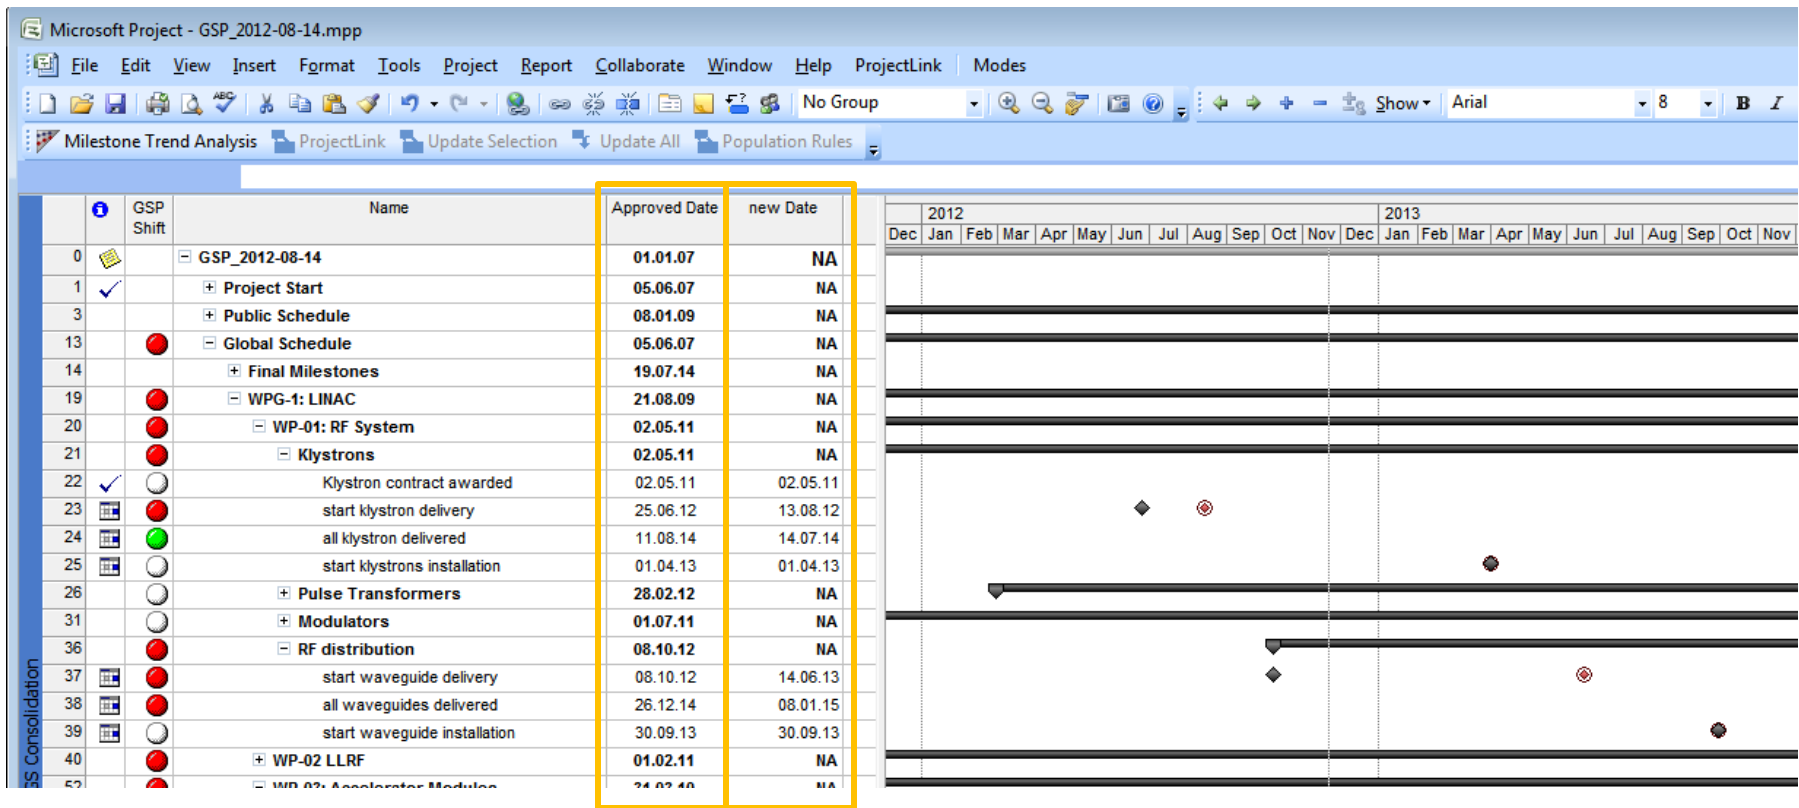 Microsoft Project - GSP_2012-08-14.mpp
File Edit View Insert Format Tools Project Report Collaborate Window Help ProjectLink Modes
ABC No Group Show Arial 8 B I
Milestone Trend Analysis ProjectLink Update Selection Update All Population Rules
GSP Shift Name Approved Date new Date 2012 2013
Dec Jan Feb Mar Apr May Jun Jul Aug Sep Oct Nov Dec Jan Feb Mar Apr May Jun Jul Aug Sep Oct Nov
0 GSP_2012-08-14 01.01.07 NA
1 Project Start 05.06.07 NA
3 Public Schedule 08.01.09 NA
13 Global Schedule 05.06.07 NA
14 Final Milestones 19.07.14 NA
19 WPG-1: LINAC 21.08.09 NA
20 WP-01: RF System 02.05.11 NA
21 Klystrons 02.05.11 NA
22 Klystron contract awarded 02.05.11 02.05.11
23 start klystron delivery 25.06.12 13.08.12
24 all klystron delivered 11.08.14 14.07.14
25 start klystrons installation 01.04.13 01.04.13
26 Pulse Transformers 28.02.12 NA
31 Modulators 01.07.11 NA
36 RF distribution 08.10.12 NA
37 start waveguide delivery 08.10.12 14.06.13
38 all waveguides delivered 26.12.14 08.01.15
39 start waveguide installation 30.09.13 30.09.13
40 WP-02 LLRF 01.02.11 NA
52 Accelerator Modules NA
GS Consolidation